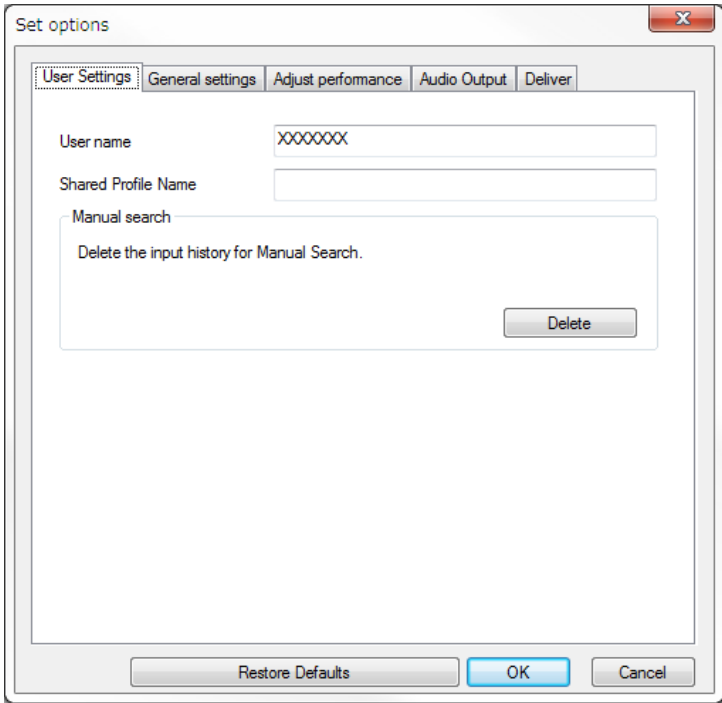 Set options
User Settings General settings Adjust performance Audio Output Deliver
User name XXXXXXX
Shared Profile Name
Manual search
Delete the input history for Manual Search.
Delete
Restore Defaults OK Cancel